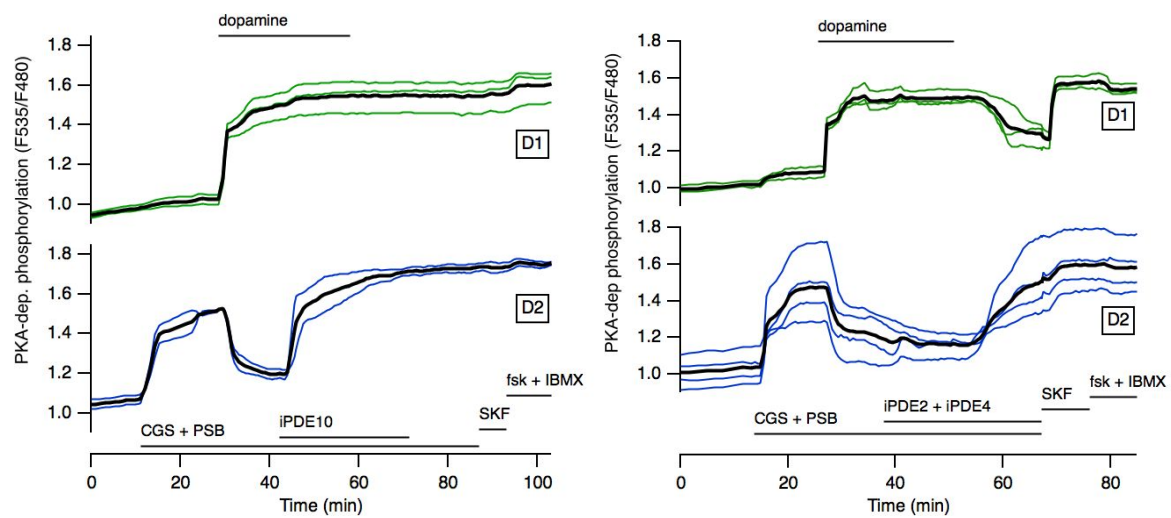 dopamine
1.8
1.6
1.4
1.2
1.0
D1
PKA-dep. phosphorylation (F535/F480)
1.8
1.6
1.4
1.2
1.0
D2
fsk + IBMX
SKF
iPDE10
CGS + PSB
0
20
40
60
80
100
Time (min)
dopamine
1.8
1.6
1.4
1.2
1.0
D1
PKA-dep phosphorylation (F535/F480)
1.8
1.6
1.4
1.2
1.0
D2
fsk + IBMX
SKF
iPDE2 + iPDE4
CGS + PSB
0
20
40
60
80
Time (min)